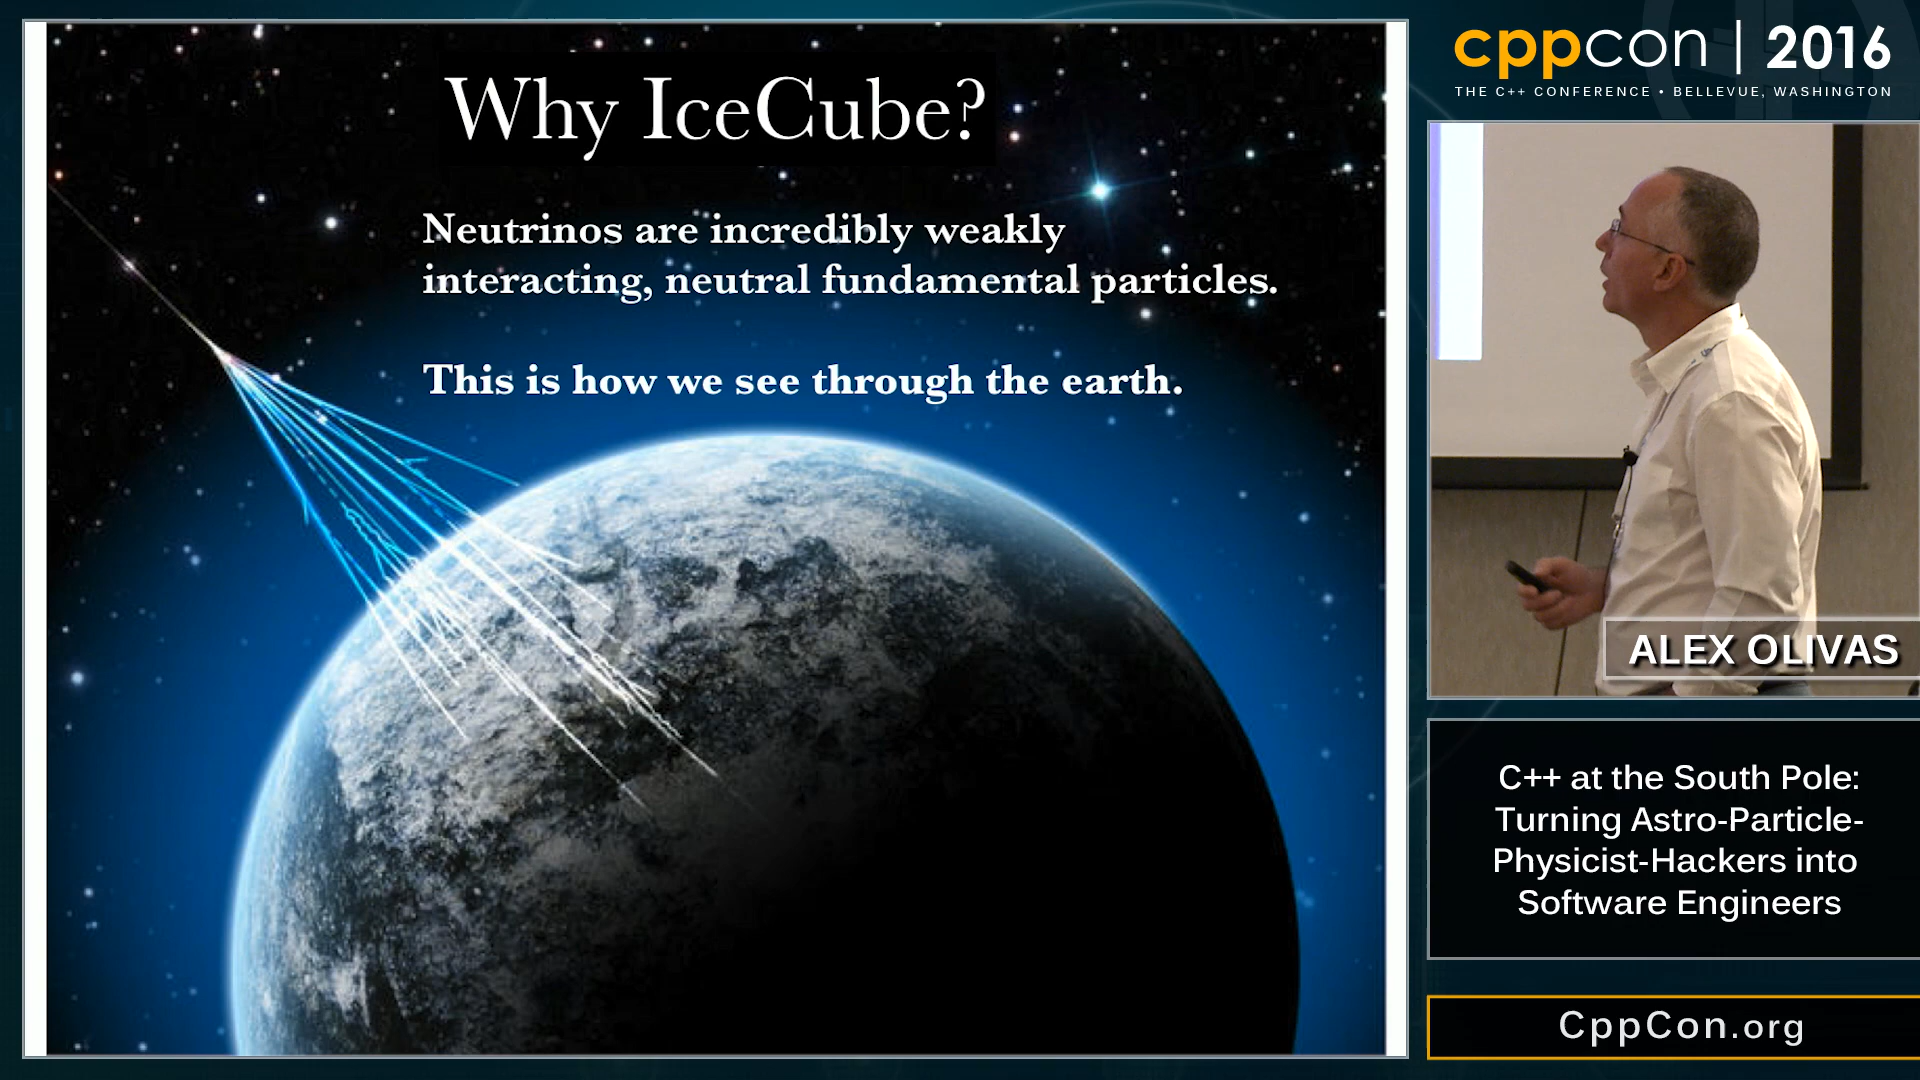 Why IceCube?
Neutrinos are incredibly weakly
interacting, neutral fundamental particles.
This is how we see through the earth.
cppcon | 2016
THE C++ CONFERENCE • BELLEVUE, WASHINGTON
ALEX OLIVAS
C++ at the South Pole:
Turning Astro-Particle-
Physicist-Hackers into
Software Engineers
CppCon.org